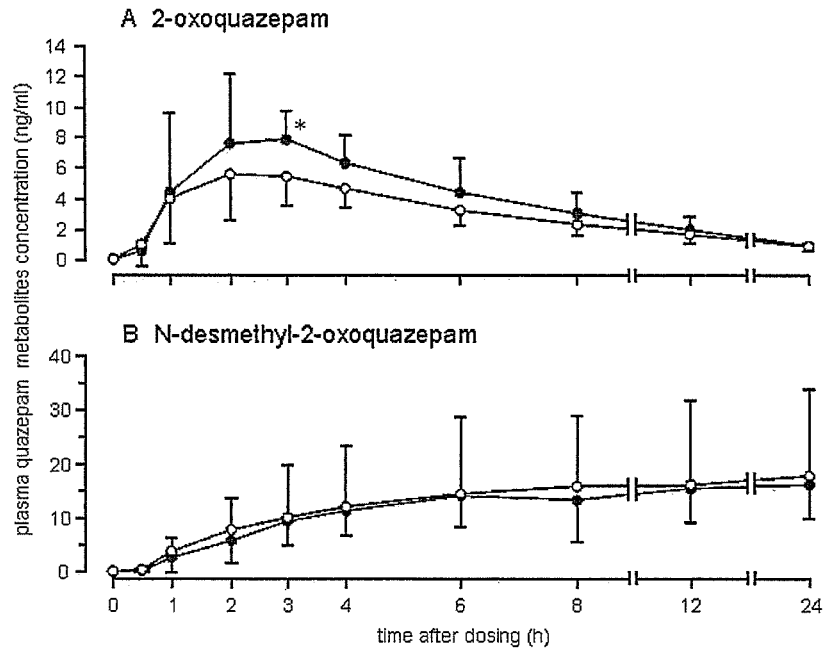 A 2-oxoquazepam
14
12
10
8
6
4
2
0
*
plasma quazepam metabolites concentration (ng/ml)
B N-desmethyl-2-oxoquazepam
40
30
20
10
0
0 1 2 3 4 6 8 12 24
time after dosing (h)